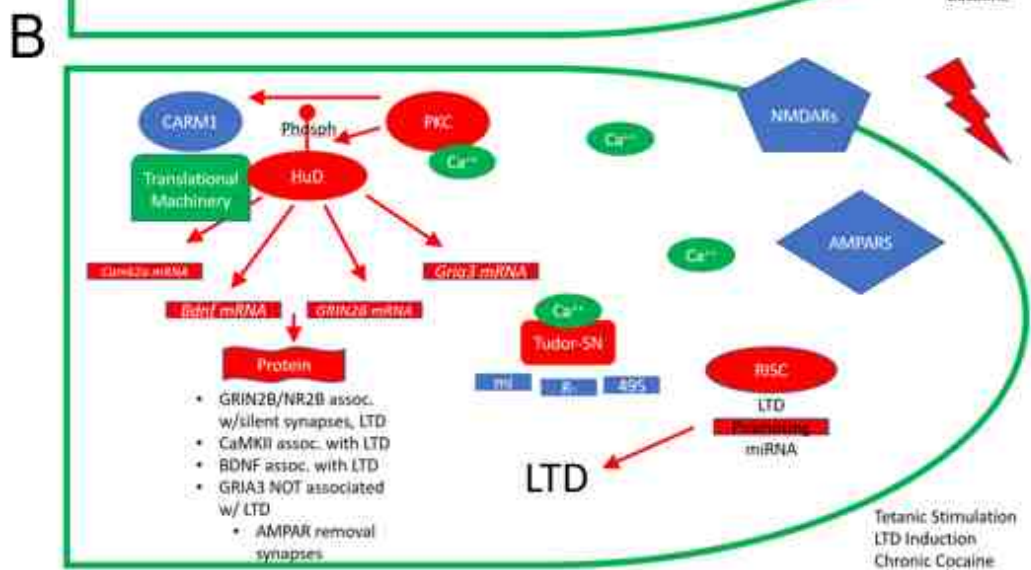 B
CARM1
Phosph
PKC
Ca++
Ca++
NMDARs
Translational
Machinery
HuD
AMPARS
Ca++
Camk2a mRNA
Gria3 mRNA
Bdnf mRNA
GRIN2B mRNA
Ca++
Tudor-SN
mi
R-
495
Protein
RISC
LTD
miRNA
• GRIN2B/NR2B assoc.
w/silent synapses, LTD
• CaMKII assoc. with LTD
• BDNF assoc. with LTD
• GRIA3 NOT associated
w/ LTD
• AMPAR removal
synapses
LTD
Tetanic Stimulation
LTD Induction
Chronic Cocaine